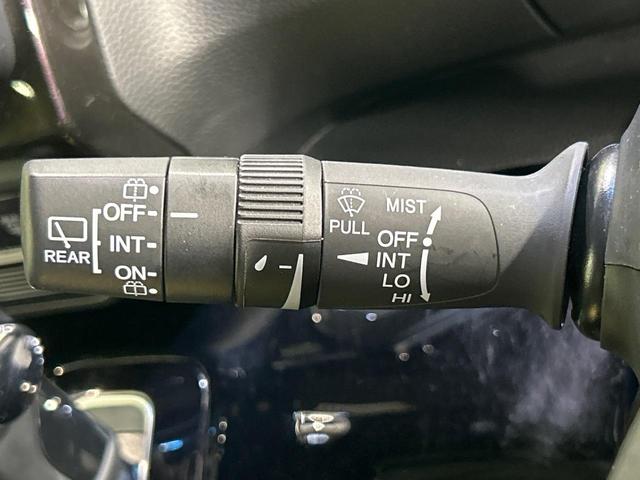 OFF
INT
ON
REAR
PULL
MIST
OFF
INT
LO
HI